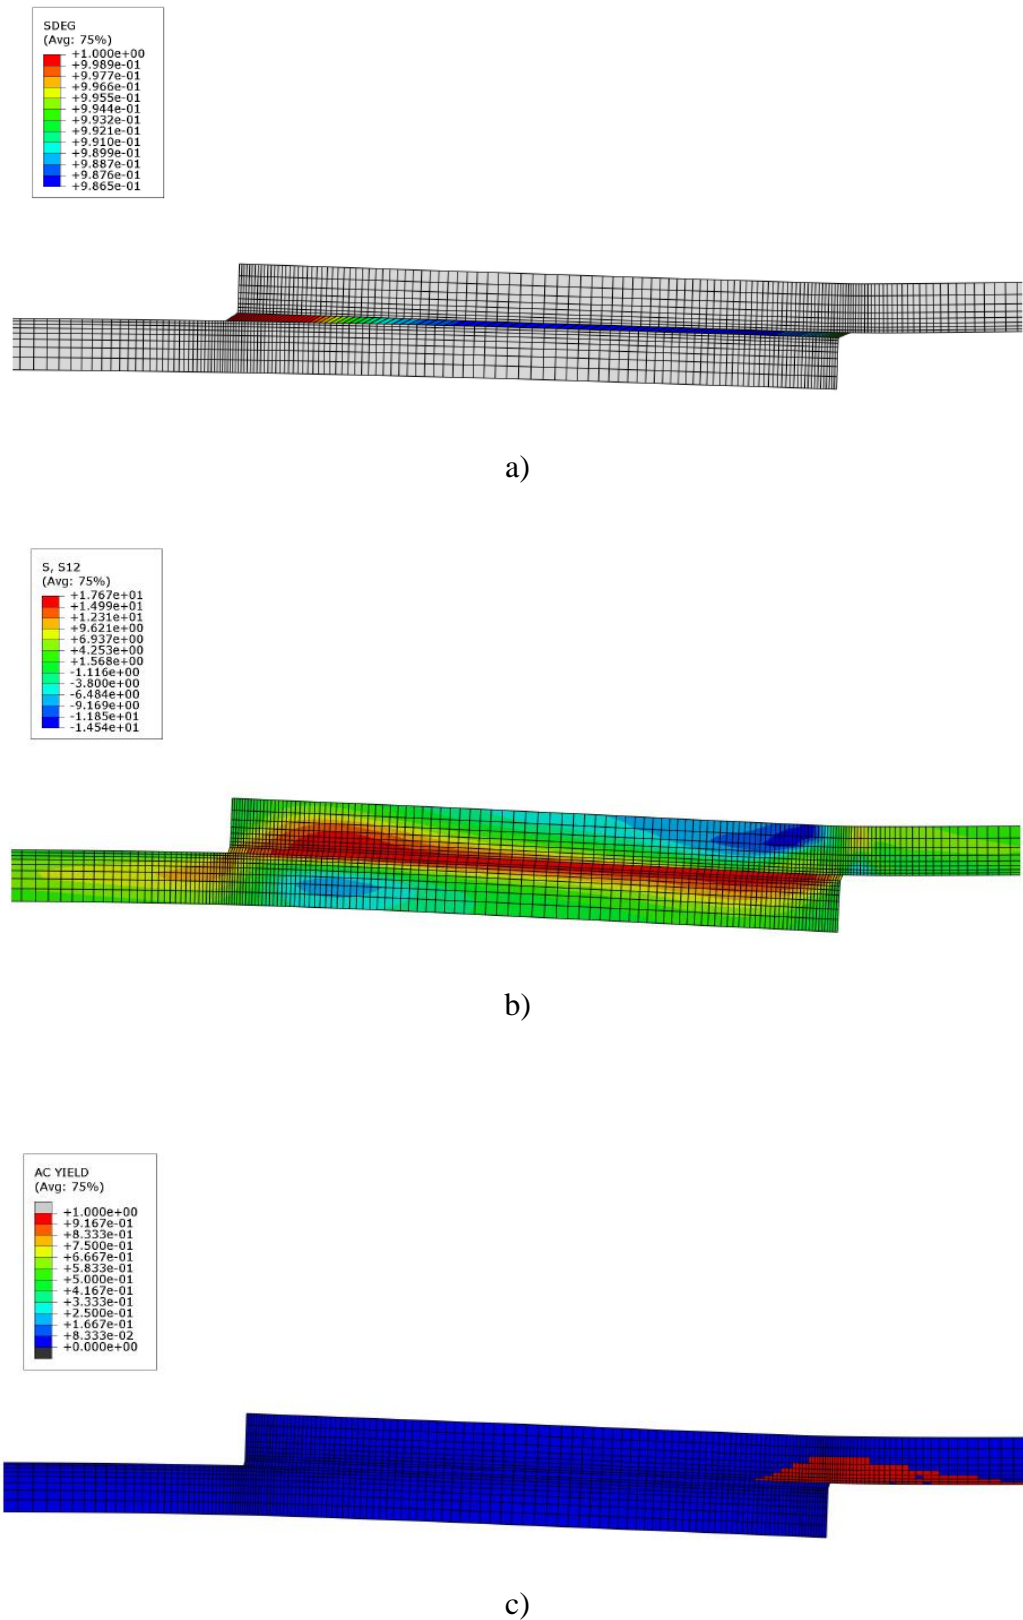 SDEG
(Avg: 75%)
+1.000e+00
+9.989e-01
+9.977e-01
+9.966e-01
+9.955e-01
+9.944e-01
+9.932e-01
+9.921e-01
+9.910e-01
+9.899e-01
+9.887e-01
+9.876e-01
+9.865e-01
a)
S, S12
(Avg: 75%)
+1.767e+01
+1.499e+01
+1.231e+01
+9.621e+00
+6.937e+00
+4.253e+00
+1.568e+00
-1.116e+00
-3.800e+00
-6.484e+00
-9.169e+00
-1.185e+01
-1.454e+01
b)
AC YIELD
(Avg: 75%)
+1.000e+00
+9.167e-01
+8.333e-01
+7.500e-01
+6.667e-01
+5.833e-01
+5.000e-01
+4.167e-01
+3.333e-01
+2.500e-01
+1.667e-01
+8.333e-02
+0.000e+00
c)